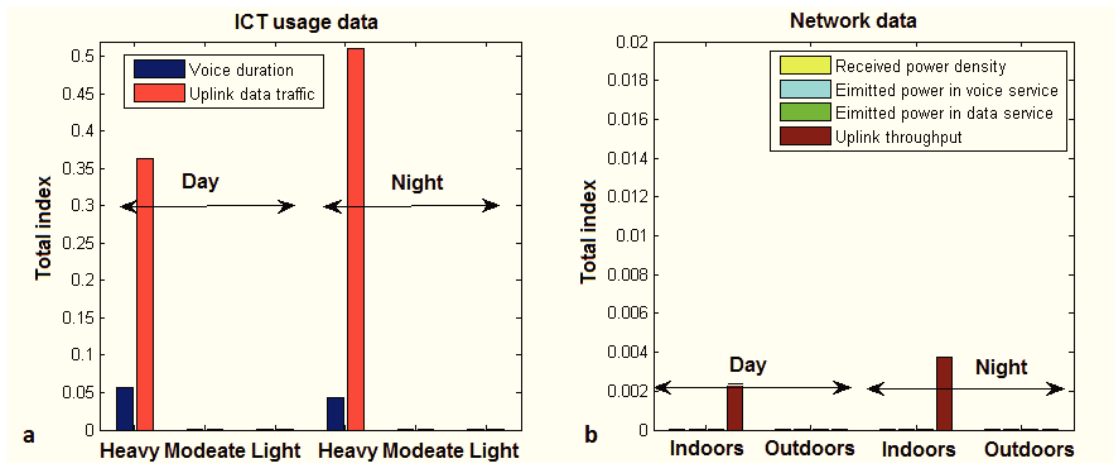 ICT usage data
0.5
0.45
0.4
0.35
0.3
0.25
0.2
0.15
0.1
0.05
0
Total index
Voice duration
Uplink data traffic
Day
Night
Heavy Modeate Light
Heavy Modeate Light
a
Network data
0.02
0.018
0.016
0.014
0.012
0.01
0.008
0.006
0.004
0.002
0
Total index
Received power density
Eimitted power in voice service
Eimitted power in data service
Uplink throughput
Day
Night
Indoors
Outdoors
Indoors
Outdoors
b